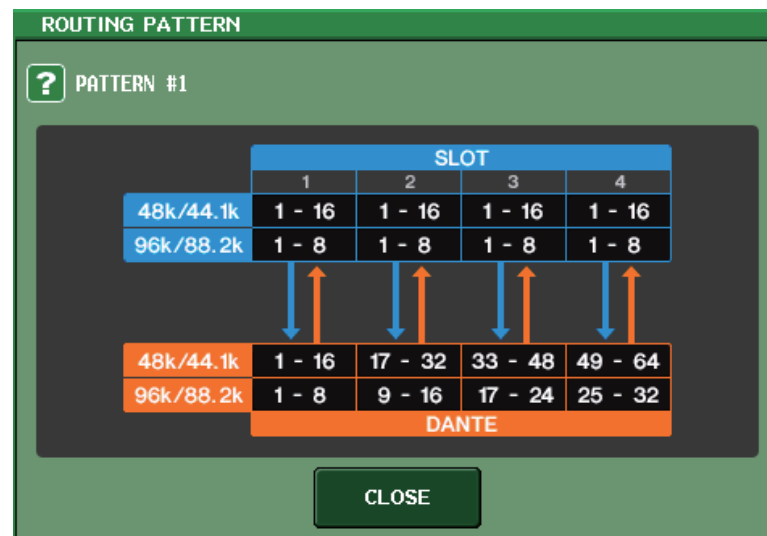 ROUTING PATTERN
? PATTERN #1
SLOT
1 2 3 4
48k/44.1k 1 - 16 1 - 16 1 - 16 1 - 16
96k/88.2k 1 - 8 1 - 8 1 - 8 1 - 8
48k/44.1k 1 - 16 17 - 32 33 - 48 49 - 64
96k/88.2k 1 - 8 9 - 16 17 - 24 25 - 32
DANTE
CLOSE